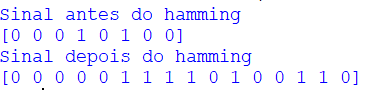 Sinal antes do hamming
[0 0 0 1 0 1 0 0]
Sinal depois do hamming
[0 0 0 0 0 1 1 1 1 0 1 0 0 1 1 0]